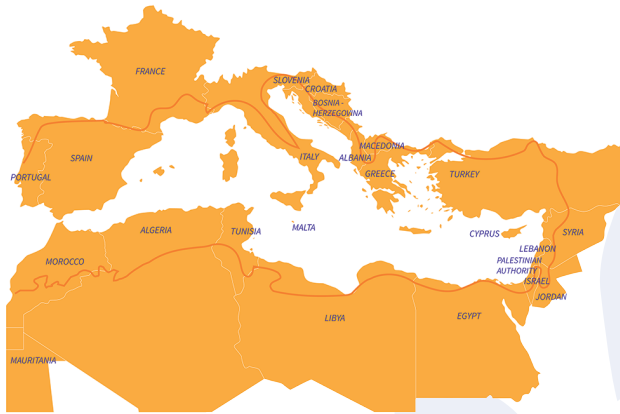 FRANCE
SLOVENIA
CROATIA
BOSNIA-
HERZEGOWNA
MACEDONIA
ITALY
ALBANIA
SPAIN
PORTUGAL
GREECE
TURKEY
ALGERIA
TUNISIA
MALTA
CYPRUS
SYRIA
LEBANON
PALESTINIAN
AUTHORITY
MOROCCO
ISRAEL
JORDAN
LIBYA
EGYPT
MAURITANIA